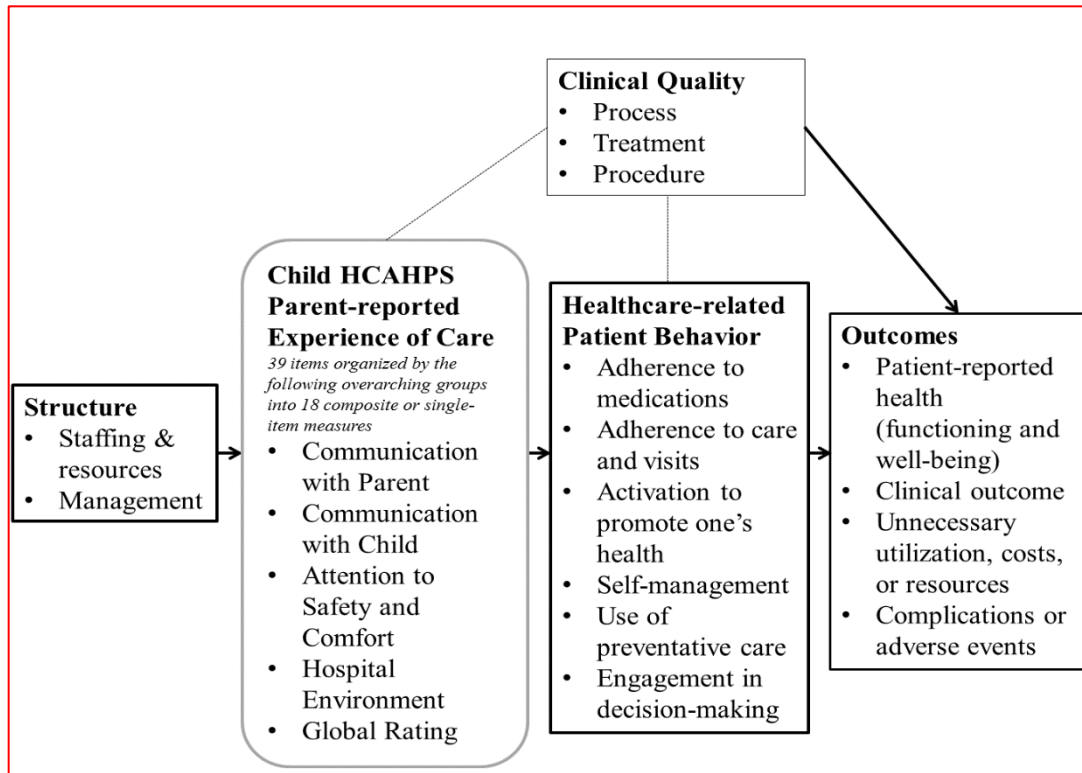 Clinical Quality
• Process
• Treatment
• Procedure
Structure
• Staffing &
resources
• Management
Child HCAHPS
Parent-reported
Experience of Care
39 items organized by the
following overarching groups
into 18 composite or single-
item measures
• Communication
with Parent
• Communication
with Child
• Attention to
Safety and
Comfort
• Hospital
Environment
• Global Rating
Healthcare-related
Patient Behavior
• Adherence to
medications
• Adherence to care
and visits
• Activation to
promote one’s
health
• Self-management
• Use of
preventative care
• Engagement in
decision-making
Outcomes
• Patient-reported
health
(functioning and
well-being)
• Clinical outcome
• Unnecessary
utilization, costs,
or resources
• Complications or
adverse events